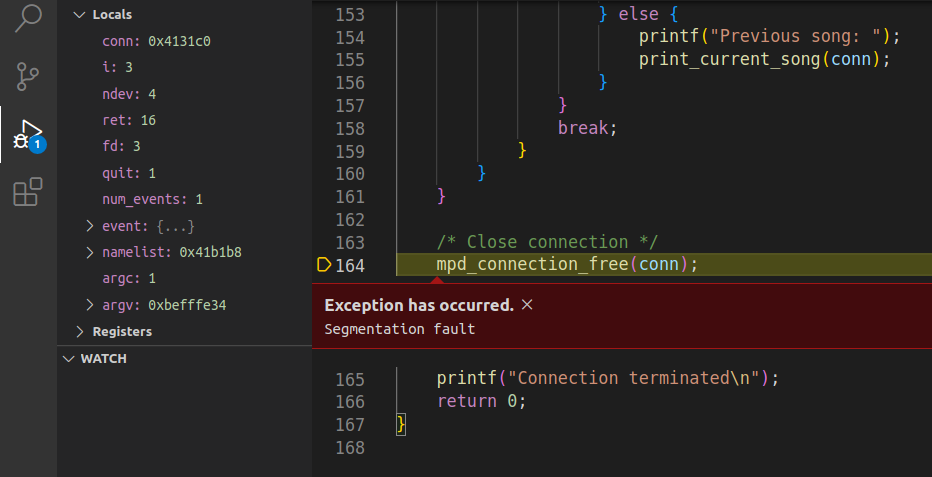 Locals
conn: 0x4131c0
i: 3
ndev: 4
ret: 16
fd: 3
quit: 1
num_events: 1
event: {...}
namelist: 0x41b1b8
argc: 1
argv: 0xbefffe34
Registers
WATCH
1
153 } else {
154 printf("Previous song: ");
155 print_current_song(conn);
156 }
157 }
158 break;
159 }
160 }
161 }
162
163 /* Close connection */
164 mpd_connection_free(conn);
Exception has occurred.
Segmentation fault
165 printf("Connection terminated\n");
166 return 0;
167 }
168